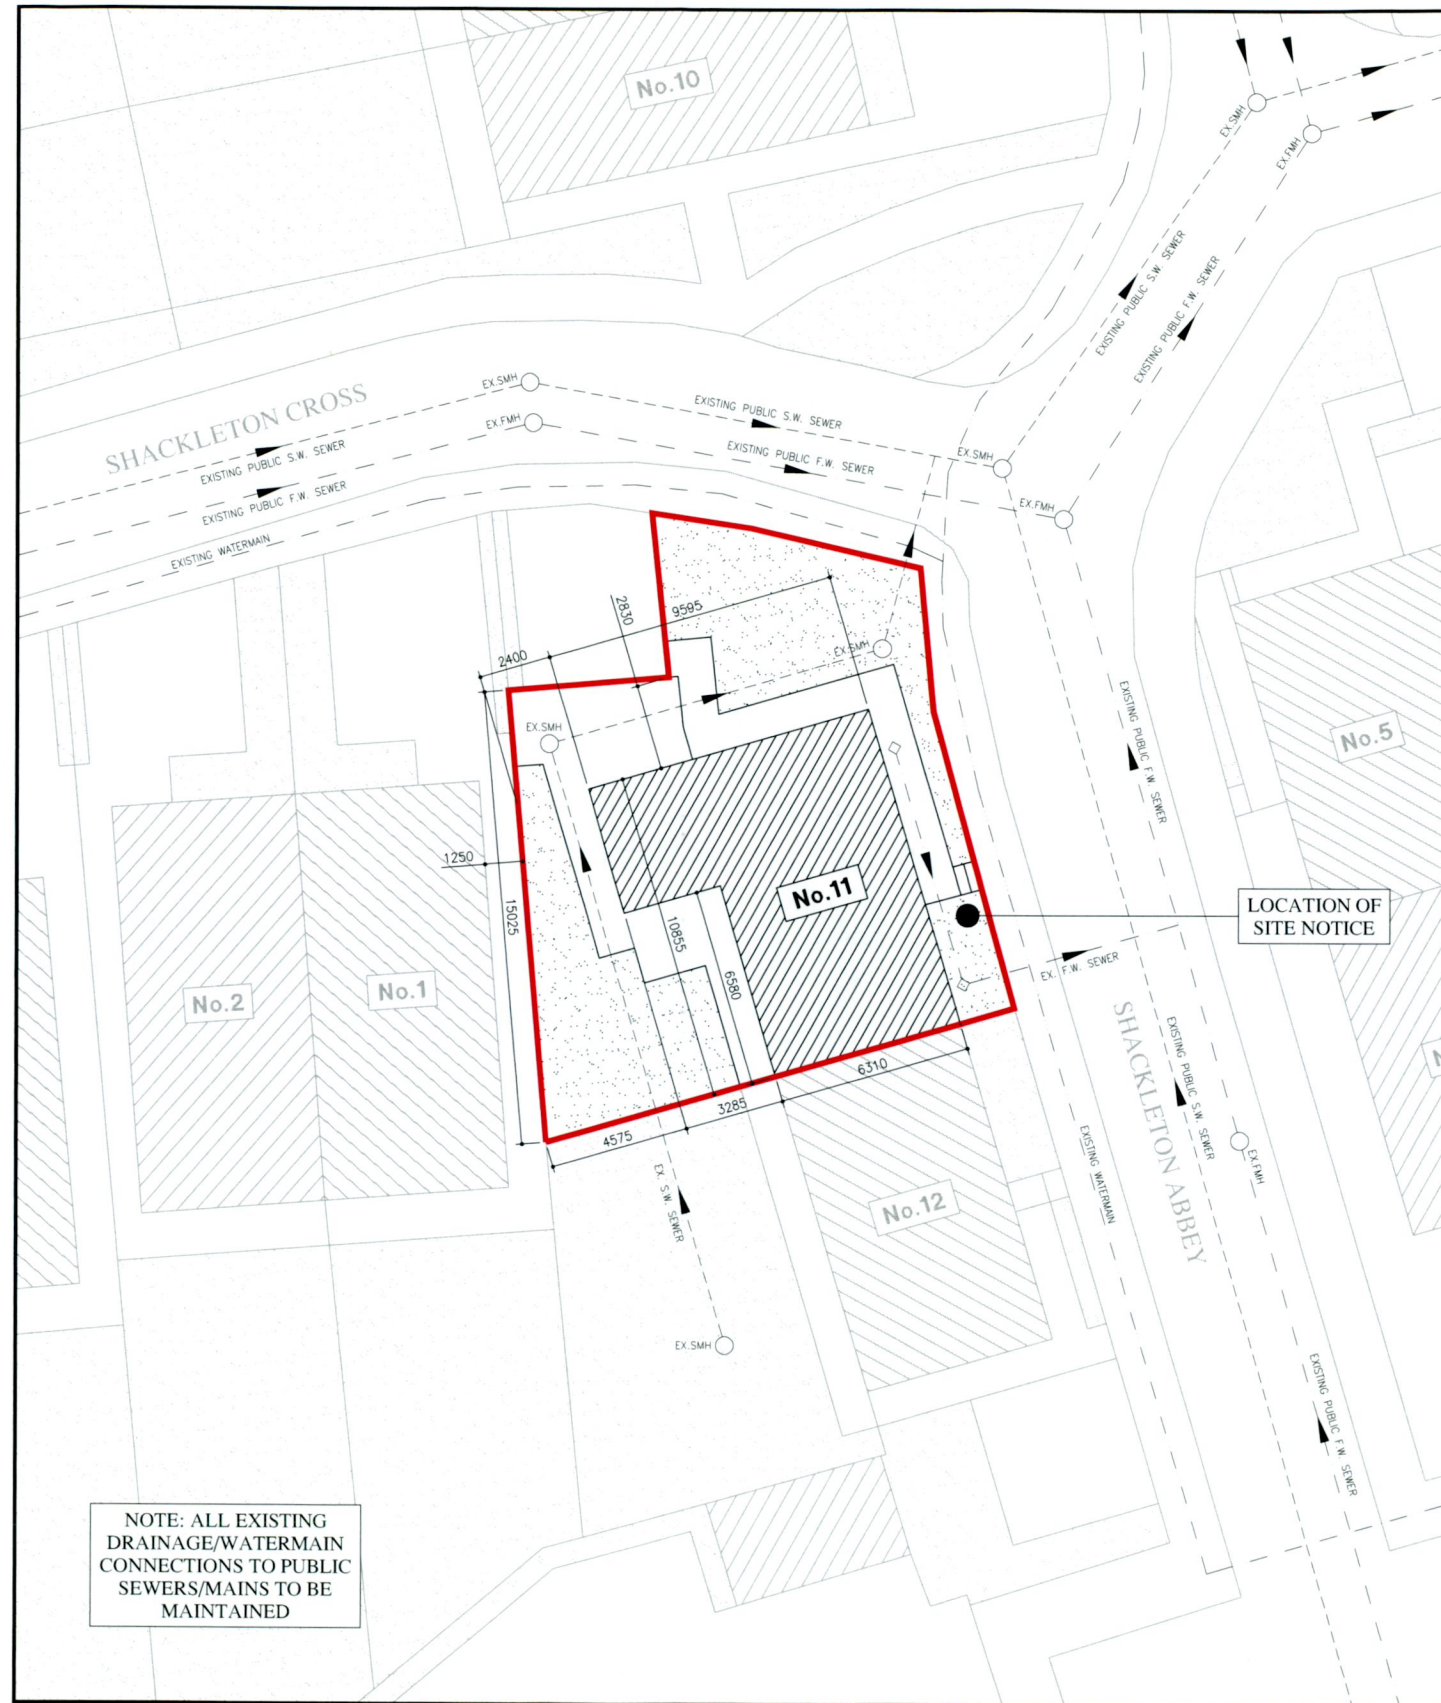 No.10
EX.SMH
EX.FMH
EXISTING PUBLIC S.W. SEWER
EXISTING PUBLIC F.W. SEWER
SHACKLETON CROSS
EX.SMH
EX.FMH
EXISTING PUBLIC S.W. SEWER
EXISTING PUBLIC F.W. SEWER
EXISTING PUBLIC S.W. SEWER
EXISTING PUBLIC F.W. SEWER
EX.SMH
EX.FMH
EXISTING WATERMAIN
2830
9595
2400
EX.SMH
EX.SMH
EXISTING PUBLIC F.W. SEWER
No.5
1250
15025
10855
6580
No.11
LOCATION OF
SITE NOTICE
No.2
No.1
EX. F.W. SEWER
SHACKLETON ABBEY
EXISTING PUBLIC S.W. SEWER
6310
3285
4575
EX. S.W. SEWER
EXISTING WATERMAIN
EX.FMH
No.12
EX.SMH
EXISTING PUBLIC F.W. SEWER
NOTE: ALL EXISTING
DRAINAGE/WATERMAIN
CONNECTIONS TO PUBLIC
SEWERS/MAINS TO BE
MAINTAINED